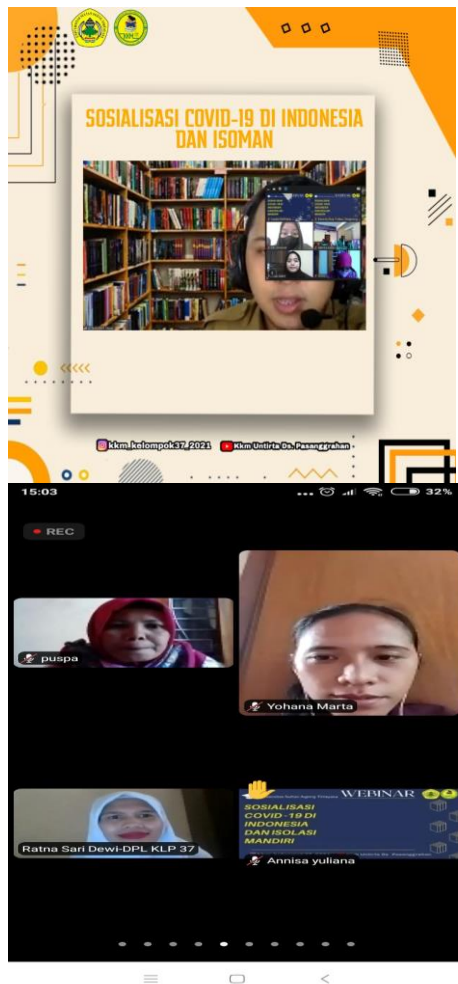 SOSIALISASI COVID-19 DI INDONESIA
DAN ISOMAN
kkm_kelompok37_2021
Kkm Untirta Ds. Pasanggrahan
15:03
32%
REC
puspa
Yohana Marta
Ratna Sari Dewi-DPL KLP 37
WEBINAR
SOSIALISASI
COVID-19 DI
INDONESIA
DAN ISOLASI
MANDIRI
Annisa yuliana